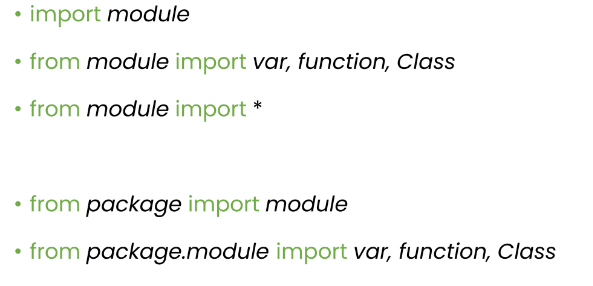 • import module
• from module import var, function, Class
• from module import *
• from package import module
• from package.module import var, function, Class